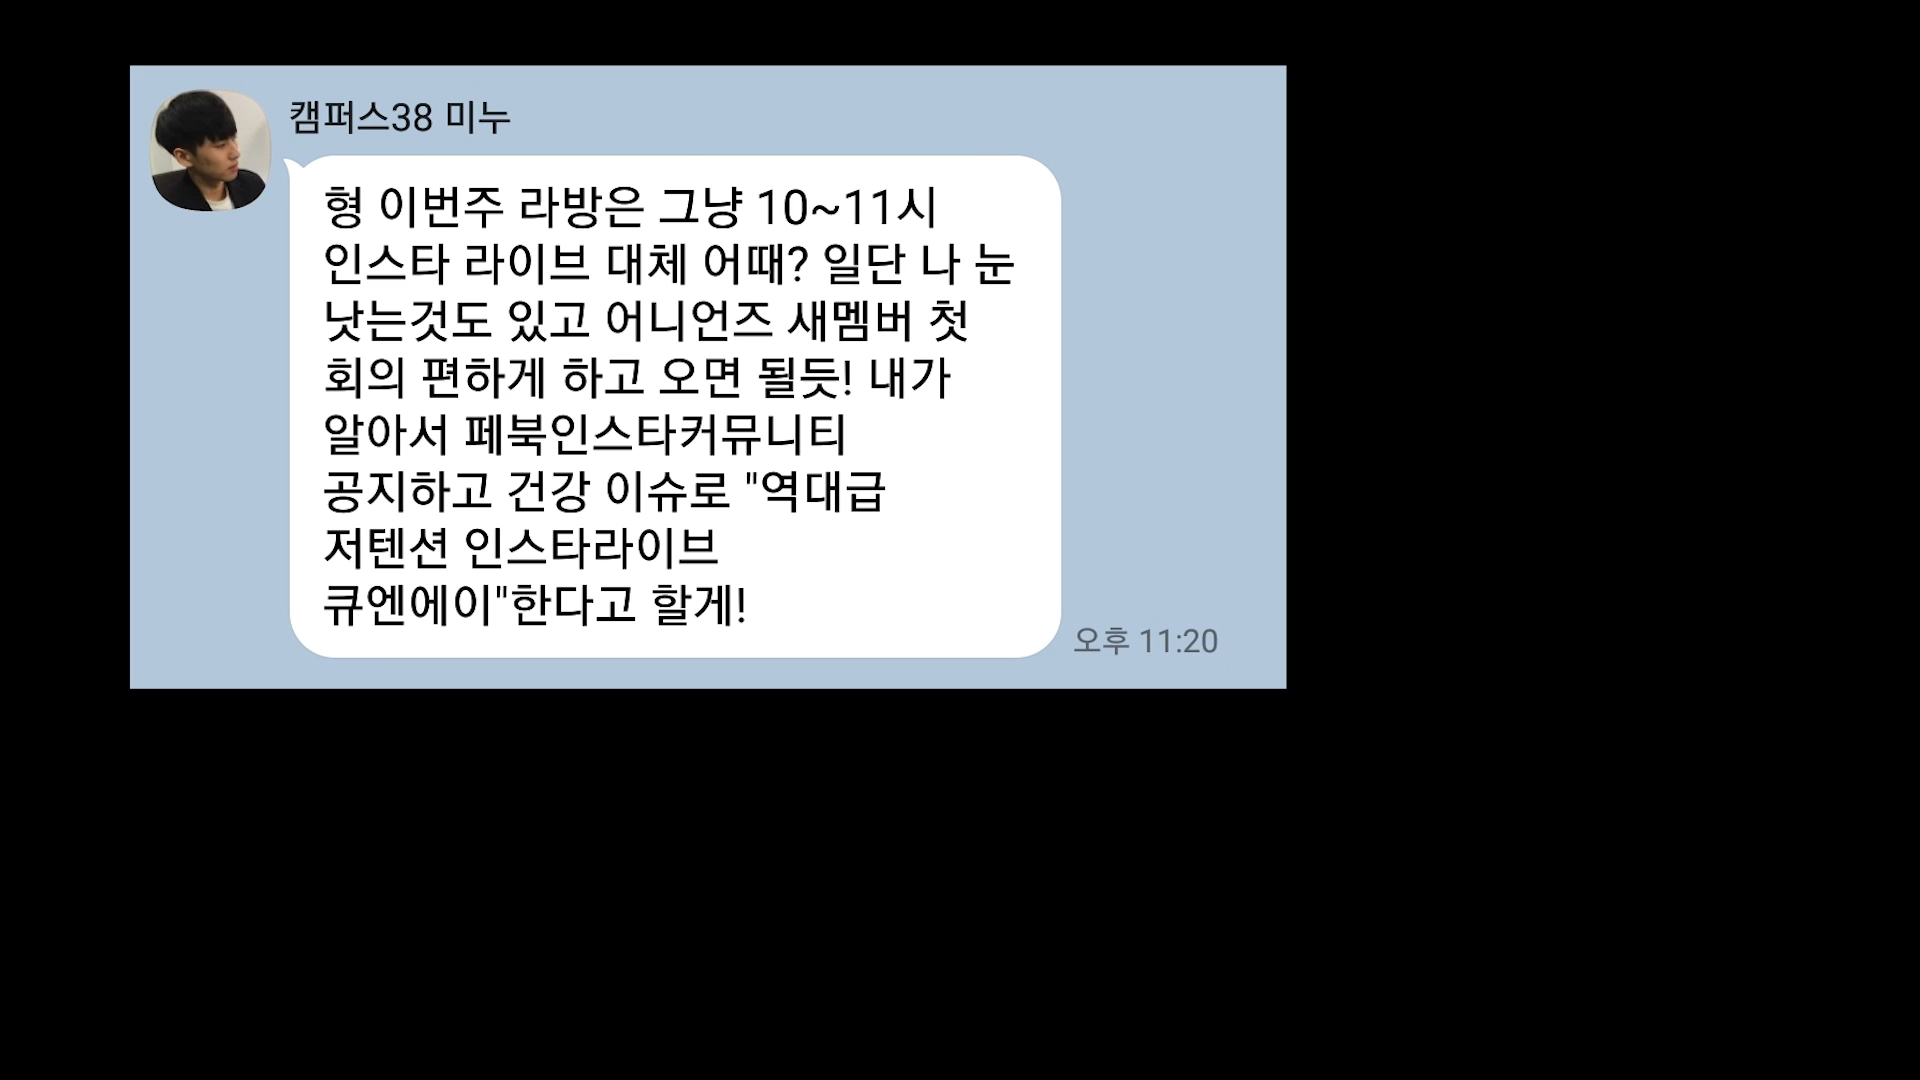 캠퍼스38 미누
형 이번주 라방은 그냥 10~11시
인스타 라이브 대체 어때? 일단 나 눈
낫는것도 있고 어니언즈 새멤버 첫
회의 편하게 하고 오면 될듯! 내가
알아서 페북인스타커뮤니티
공지하고 건강 이슈로 "역대급
저텐션 인스타라이브
큐엔에이"한다고 할게!
오후 11:20